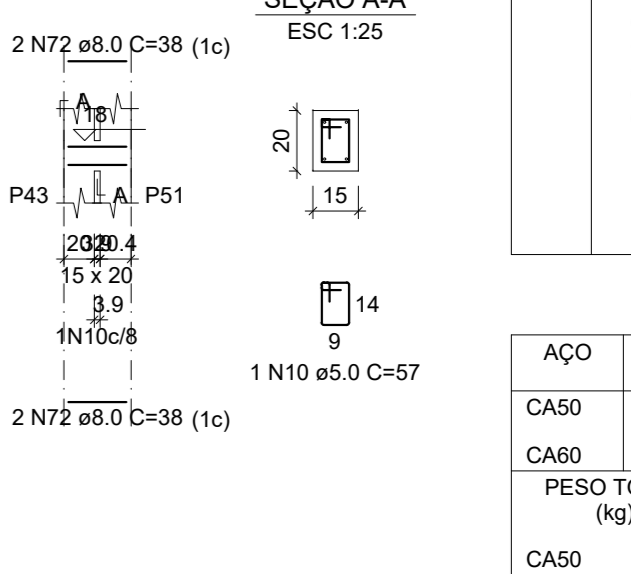 SEÇÃO A-A
ESC 1:25
2 N72 ø8.0 C=38 (1c)
A
18
P43
A
P51
20
15
15 x 20
3.9
1N10c/8
14
9
1 N10 ø5.0 C=57
2 N72 ø8.0 C=38 (1c)
AÇO
CA50
CA60
(kg)
CA50
PESO